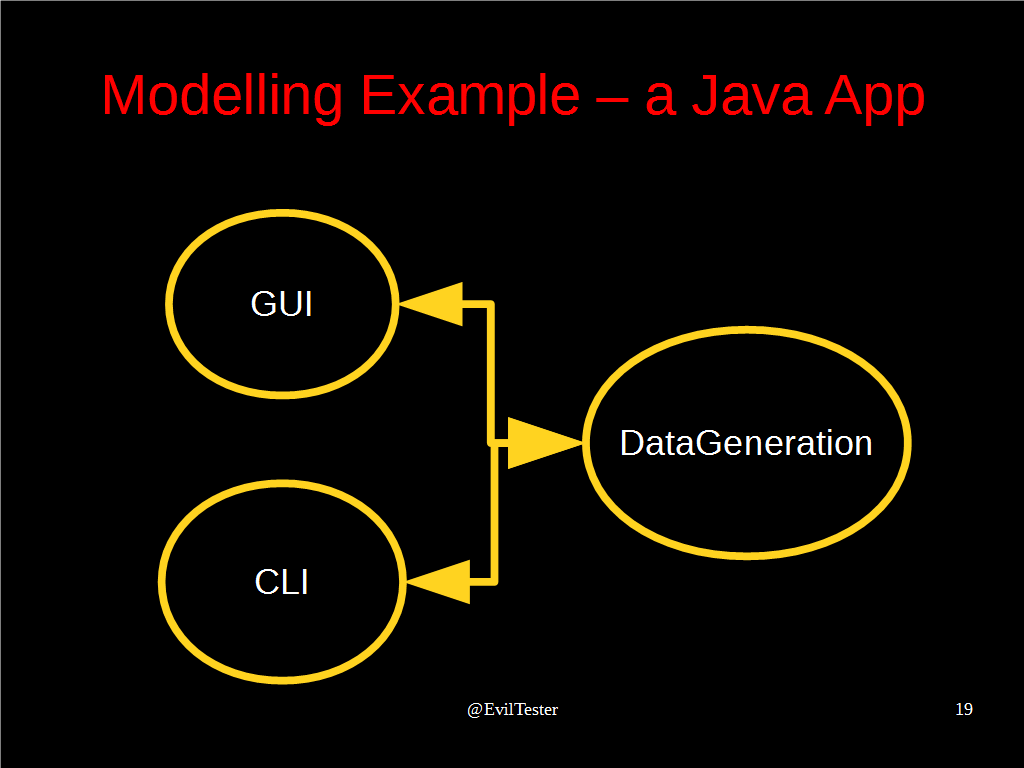 Modelling Example – a Java App
GUI
DataGeneration
CLI
@EvilTester
19